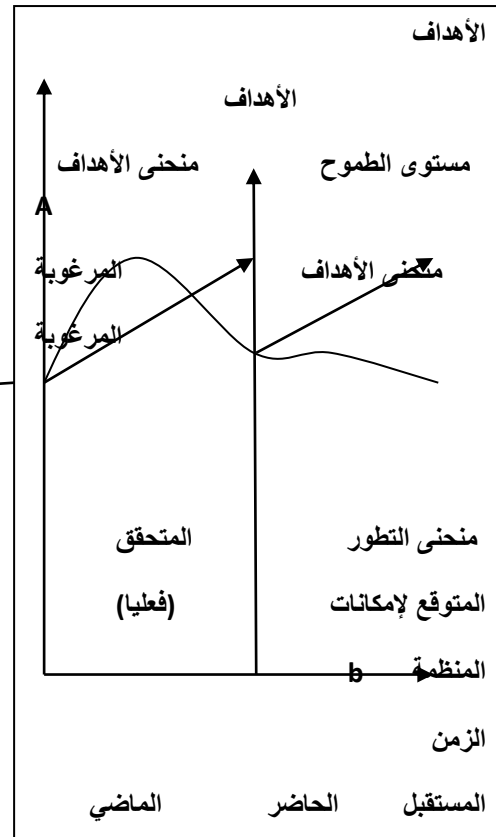 الأهداف
الأهداف
مستوى الطموح منحنى الأهداف
A
منحنى الأهداف المرغوبة
المرغوبة
منحنى التطور المتحقق
المتوقع لإمكانات (فعليا)
المنظمة b
الزمن
المستقبل الحاضر الماضي